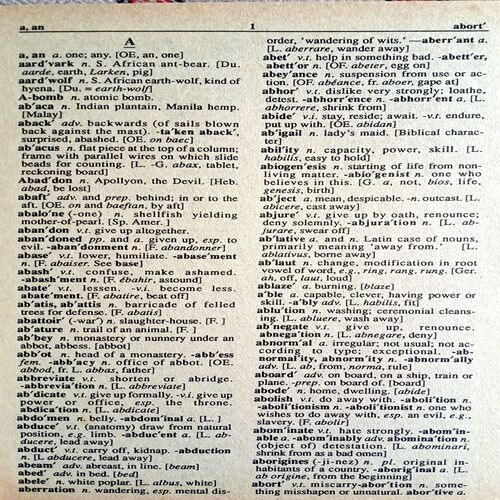 a, an
1
abort′
A
a, an a. one; any. [OE, an, one]
aard′vark n. S. African ant-bear. [Du.
aarde, earth, Larken, pig]
aard′wolf n. S. African earth-wolf, kind of
hyena. [Du. = earth-wolf]
A-bomb n. atomic bomb.
ab′aca n. Indian plantain, Manila hemp.
[Malay]
aback′ adv. backwards (of sails blown
back against the mast). -ta′ken aback′,
surprised, abashed. [OE. on baec]
ab′acus n. flat piece at the top of a column;
frame with parallel wires on which slide
beads for counting. [L. -G. abax, tablet,
reckoning board]
Abad′don n. Apollyon, the Devil. [Heb.
abad, be lost]
abaft′ adv. and prep. behind; in or to the
aft. [OE. on and baeftan, by aft]
abalo′ne (-one) n. shellfish yielding
mother-of-pearl. [Sp. Amer.]
aban′don v.t. give up altogether.
aban′doned pp. and a. given up, esp. to
evil. -aban′donment n. [F. abandonner]
abase′ v.t. lower, humiliate. -abase′ment
n. [F. abaiser. See base]
abash′ v.t. confuse, make ashamed.
-abash′ment n. [F. ébahir, astound]
abate′ v.t. lessen. -v.i. become less.
abate′ment. [F. abatire, beat off]
ab′atis, ab′attis n. barricade of felled
trees for defense. [F. abatis]
abattoir′ (-war′) n. slaughter-house. [F. ]
ab′ature n. trail of an animal. [F. ]
ab′bey n. monastery or nunnery under an
abbot, abbess. [abbot]
abb′ot n. head of a monastery. -abb′ess
fem. -abb′acy n. office of abbot. [OE.
abbod, fr. L. abbas, father]
abbreviate v.t. shorten or abridge.
-abbrevia′tion n. [L. abbreviate]
ab′dicate v.t. give up formally. -v.i. give up
power or office, esp. the throne.
abdica′tion n. [L. abdicate]
abdo′men n. belly. -abdom′inal a. [L. ]
abduce′ v.t. (anatomy) draw from natural
position, e.g. limb. -abduc′ent a. [L. ab-
ducere, lead away]
abduct′ v.t. carry off, kidnap. -abduction
n. [L. abducere, lead away]
abeam′ adv. abreast, in line. [beam]
abed′ adv. in bed. [bed]
abele′ n. white poplar. [L. albus, white]
aberration n. wandering, esp. mental dis-
order, ‘wandering of wits.’ —aberr′ant a.
[L. aberrare, wander away]
abet′ v.t. help in something bad. -abett′er,
abett′or n. [OF. abeter, egg on]
abey′ance n. suspension from use or ac-
tion. [OF. abéance, fr. aboer, gape at]
abhor′ v.t. dislike very strongly; loathe,
detest. -abhorr′ence n. -abhorr′ent a. [L.
abhorrere, shrink from]
abide′ v.i. stay, reside; await. -v.t. endure,
put up with. [OE. abidan]
ab′igail n. lady's maid. [Biblical charac-
ter]
abil′ity n. capacity, power, skill. [L.
habilis, easy to hold]
abiogen′esis n. starting of life from non-
living matter. -abio′genist n. one who
believes in this. [G a, not, bios, life,
genesis, birth]
ab′ject a. mean, despicable. -n. outcast. [L.
abicere, cast away]
abjure′ v.t. give up by oath, renounce;
deny solemnly. -abjura′tion n. [L. ab-
jurare, swear off]
ab′lative a. and n. Latin case of nouns,
primarily meaning ‘away from.’ [L.
ablativus, borne away]
ab′laut n. change, modification in root
vowel of word, e.g., ring, rang, rung. [Ger.
ah, off, laut, loud]
ablaze′ a. burning. [blaze]
a′ble a. capable, clever, having power or
skill. -a′bly adv. [L. habilis, fit]
ablu′tion n. washing; ceremonial cleans-
ing. [L. abluere, wash away]
ab′negate v.t. give up, renounce.
abnega′tion n. [L. abnegare, deny]
abnorm′al a. irregular; not usual; not
according to type; exceptional. -ab-
normal′ity, abnorm′ity n. -abnorm′ally
adv. [L. ab, from, norma, rule]
aboard′ adv. on board, on a ship, train or
plane. -prep. on board of. [board]
abode′ n. home, dwelling. [abide]
abolish v.t. do away with. -aboli′tion n.
-aboli′tionism n. -aboli′tionist n. one who
wishes to do away with, esp. an evil, e.g.,
slavery. [F. abolir]
abom′inate v.t. hate strongly. -abom′in-
able a. -abom′inably adv. abomina′tion n.
(object of) detestation. [L. abominari,
shrink from as a bad omen]
aborigines (-ji-nez) n. pl. original in-
habitants of a country. -aborig′inal a. [L.
ab origine, from the beginning]
abort′ v.t. miscarry-abor′tion n. some-
thing misshapen or unnatural abor′tive a.